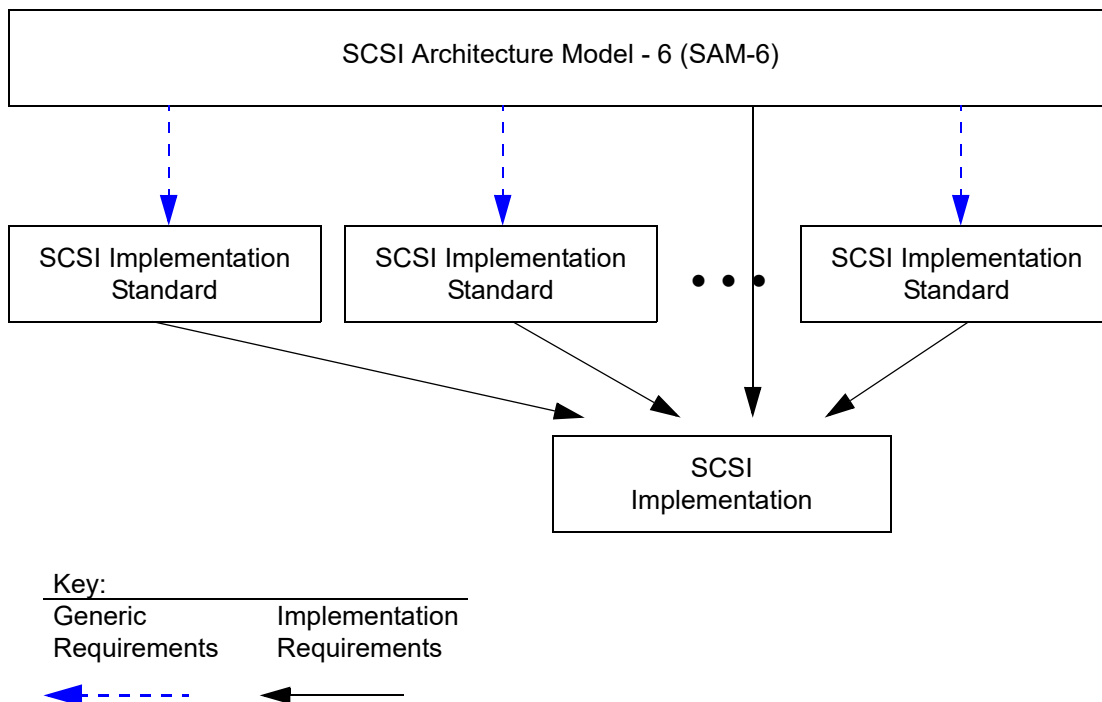 SCSI Architecture Model - 6 (SAM-6)
SCSI Implementation
Standard
SCSI Implementation
Standard
• • •
SCSI Implementation
Standard
SCSI
Implementation
Key:
Generic
Requirements
Implementation
Requirements